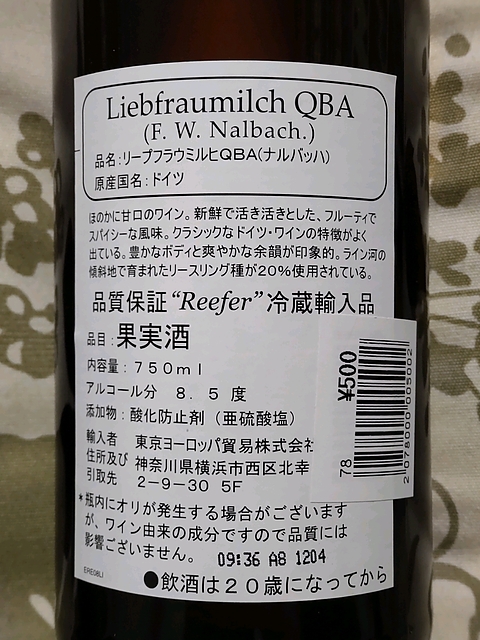 Liebfraumilch QBA
(F. W. Nalbach.)
品名：リープフラウミルヒQBA(ナルバッハ)
原産国名：ドイツ
ほのかに甘口のワイン。新鮮で活き活きとした、フルーティで
スパイシーな風味。クラシックなドイツ・ワインの特徴がよく
出ている。豊かなボディと爽やかな余韻が印象的。ライン河の
傾斜地で育まれたリースリング種が20%使用されている。
品質保証“Reefer”冷蔵輸入品
品目：果実酒
内容量：750ml
アルコール分 8.5 度
添加物：酸化防止剤（亜硫酸塩）
輸入者 東京ヨーロッパ貿易株式会社
住所及び 神奈川県横浜市西区北幸
引取先 2-9-30 5F
*瓶内にオリが発生する場合がございます
が、ワイン由来の成分ですので品質には
影響ございません。 09:36 A8 1204
ERE08LI
●飲酒は20歳になってから
¥500
2078000005002
78